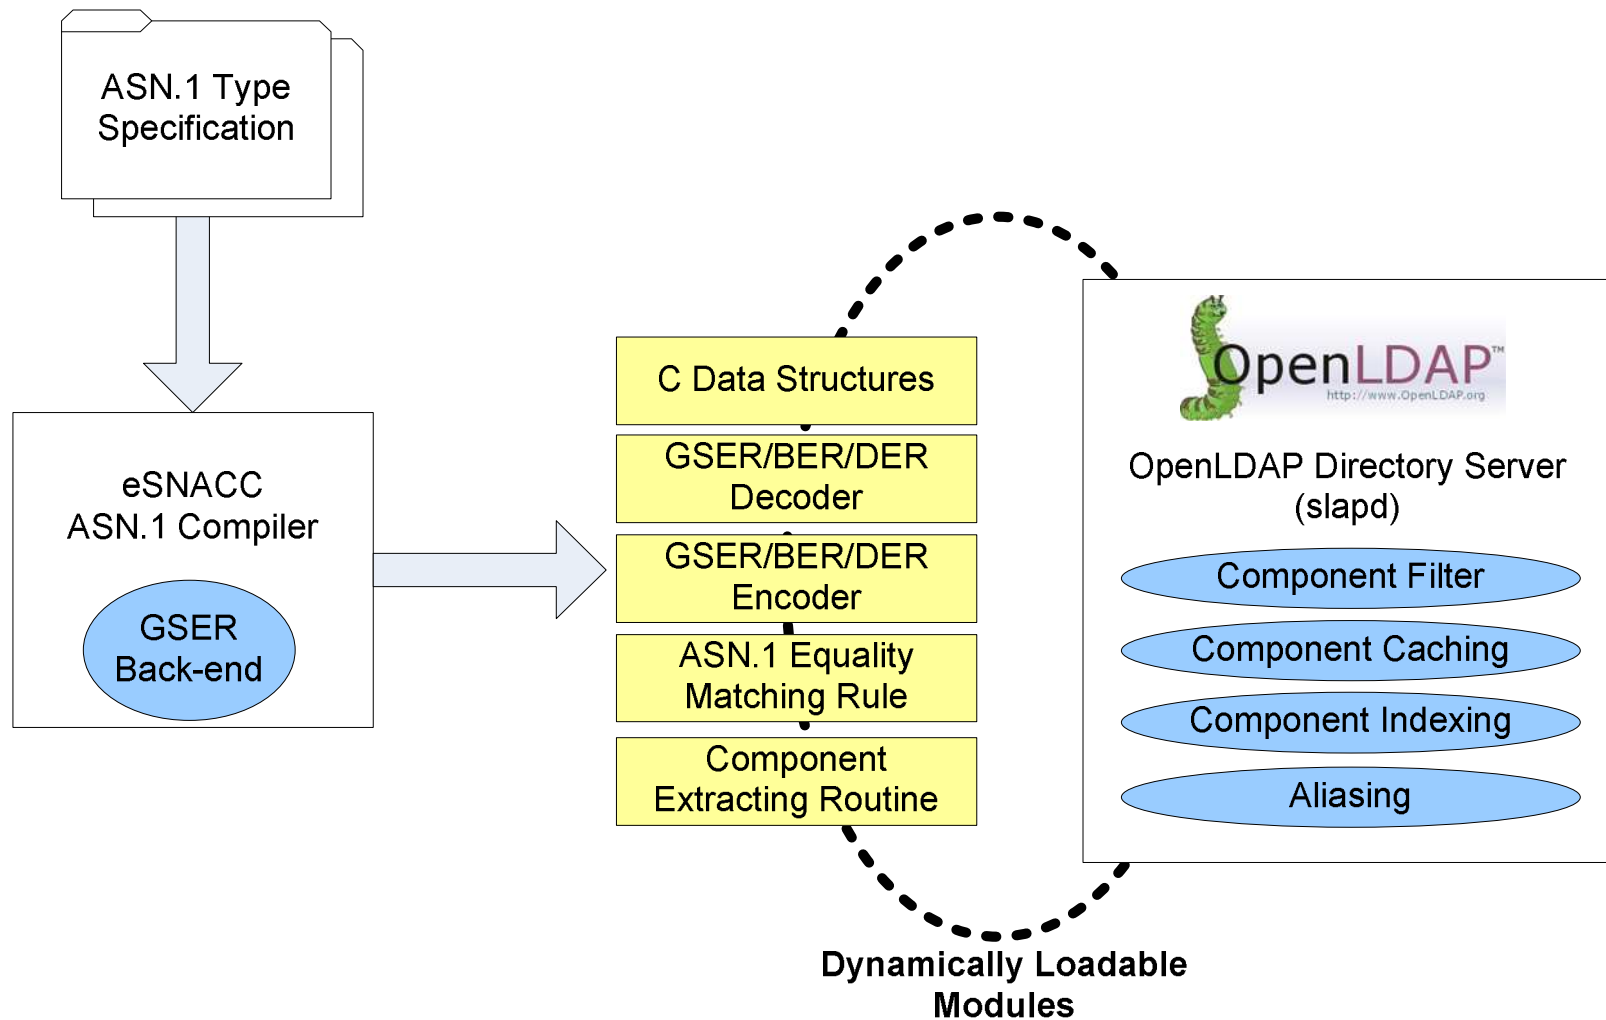 ASN.1 Type
Specification
eSNACC
ASN.1 Compiler
GSER
Back-end
C Data Structures
GSER/BER/DER
Decoder
GSER/BER/DER
Encoder
ASN.1 Equality
Matching Rule
Component
Extracting Routine
OpenLDAP™
http://www.OpenLDAP.org
OpenLDAP Directory Server
(slapd)
Component Filter
Component Caching
Component Indexing
Aliasing
Dynamically Loadable
Modules